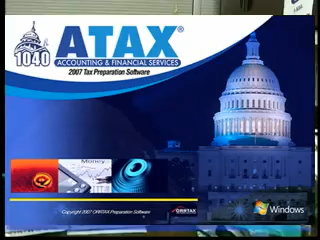 1040
ATAX®
ACCOUNTING & FINANCIAL SERVICES
2007 Tax Preparation Software
Money
Copyright 2007 ORRTAX Preparation Software
ORRTAX
Windows